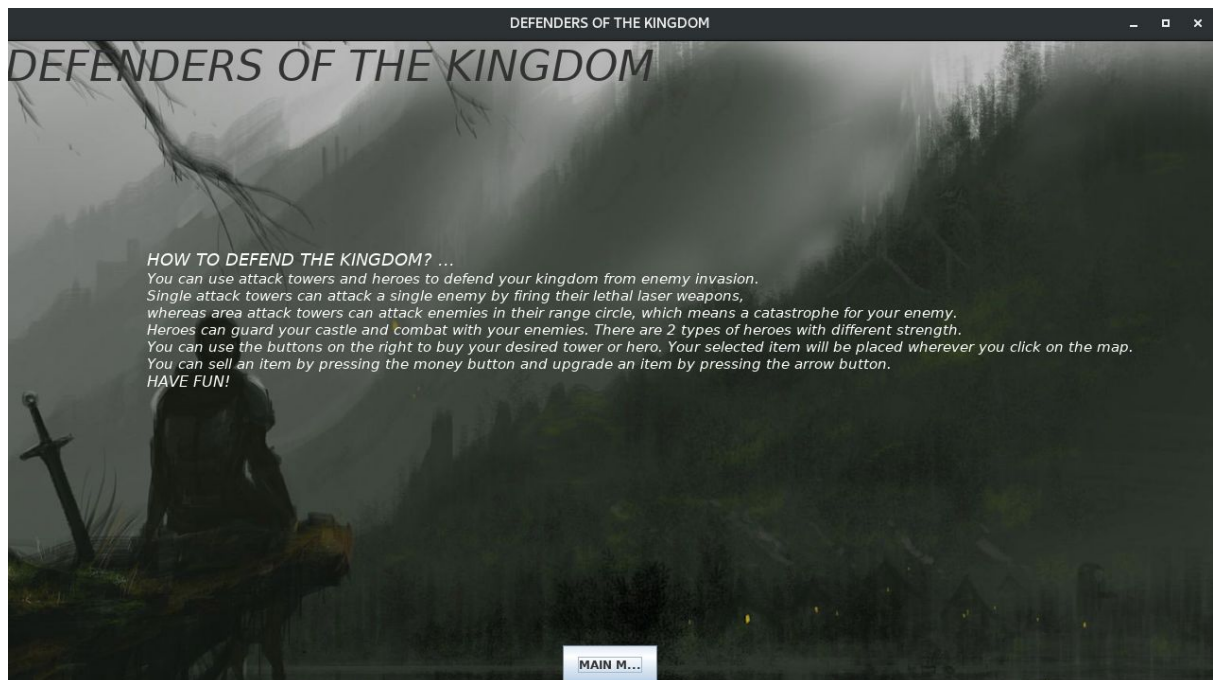 DEFENDERS OF THE KINGDOM
DEFENDERS OF THE KINGDOM
HOW TO DEFEND THE KINGDOM? ...
You can use attack towers and heroes to defend your kingdom from enemy invasion.
Single attack towers can attack a single enemy by firing their lethal laser weapons,
whereas area attack towers can attack enemies in their range circle, which means a catastrophe for your enemy.
Heroes can guard your castle and combat with your enemies. There are 2 types of heroes with different strength.
You can use the buttons on the right to buy your desired tower or hero. Your selected item will be placed wherever you click on the map.
You can sell an item by pressing the money button and upgrade an item by pressing the arrow button.
HAVE FUN!
MAIN M...